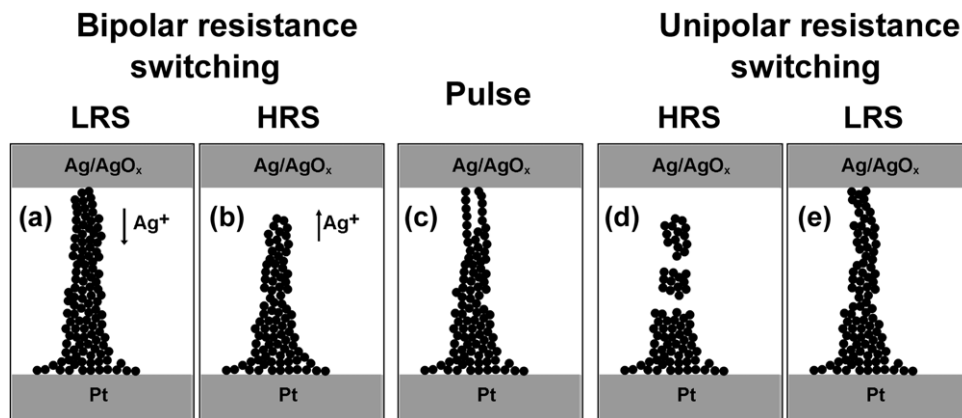 Bipolar resistance
switching
Unipolar resistance
switching
Pulse
LRS
HRS
HRS
LRS
Ag/AgOₓ
Ag/AgOₓ
Ag/AgOₓ
Ag/AgOₓ
Ag/AgOₓ
(a)
Ag⁺
(b)
Ag⁺
(c)
(d)
(e)
Pt
Pt
Pt
Pt
Pt